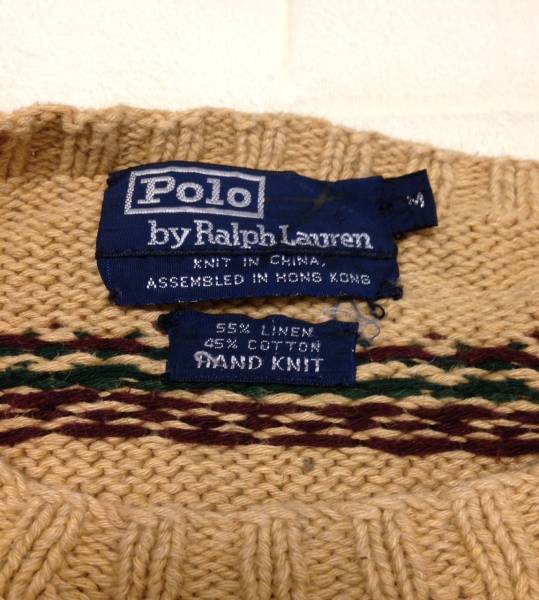 Polo
by Ralph Lauren
M
KNIT IN CHINA,
ASSEMBLED IN HONG KONG
55% LINEN
45% COTTON
HAND KNIT